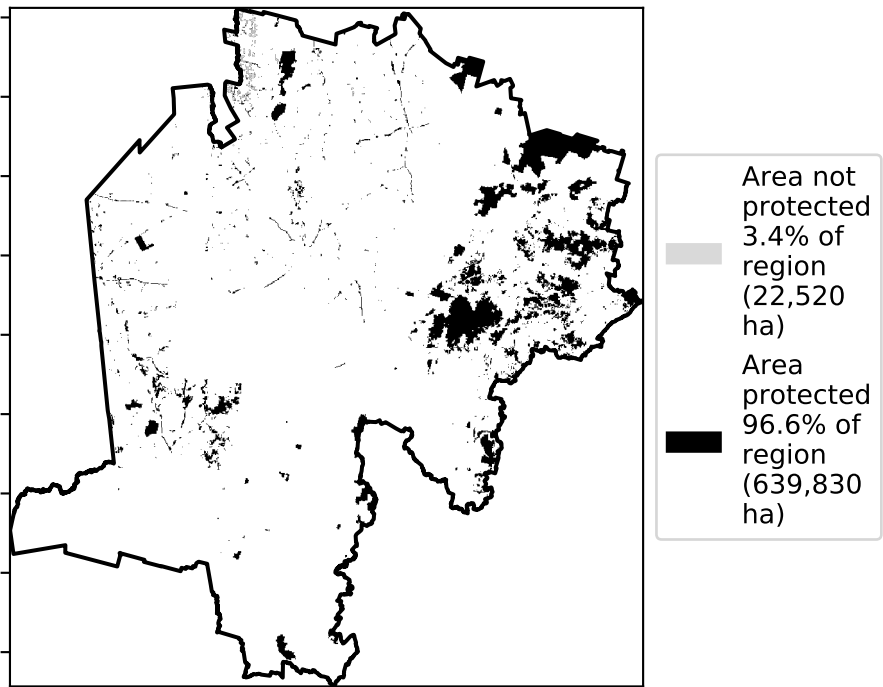 Area not
protected
3.4% of
region
(22,520
ha)
Area
protected
96.6% of
region
(639,830
ha)